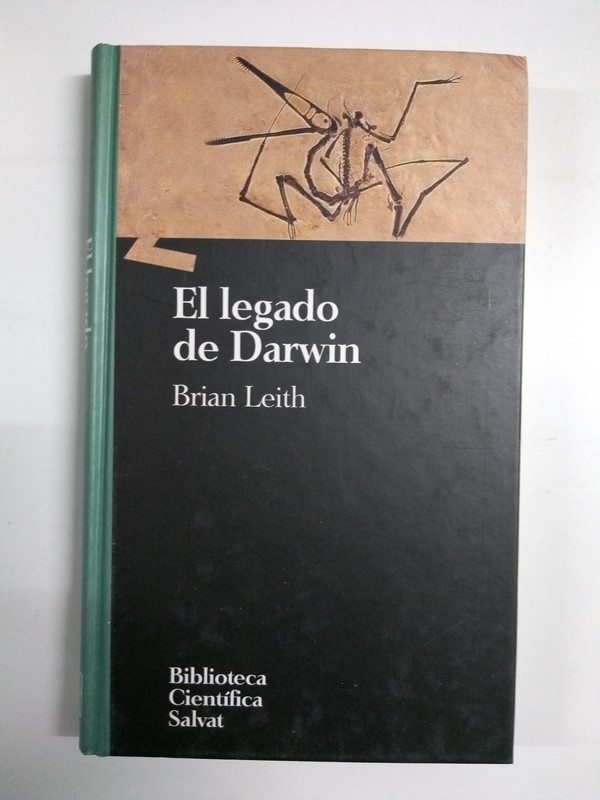 El legado
de Darwin
Brian Leith
Biblioteca
Científica
Salvat